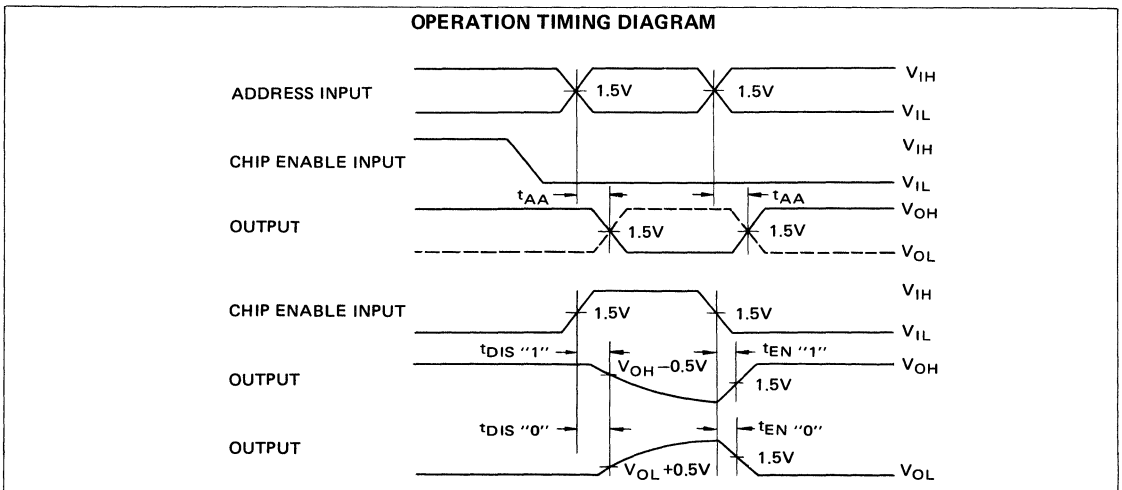 OPERATION TIMING DIAGRAM
ADDRESS INPUT
1.5V
1.5V
VIH
VIL
CHIP ENABLE INPUT
VIH
VIL
tAA
tAA
OUTPUT
1.5V
1.5V
VOH
VOL
CHIP ENABLE INPUT
1.5V
1.5V
VIH
VIL
tDIS "1"
tEN "1"
OUTPUT
VOH −0.5V
1.5V
VOH
tDIS "0"
tEN "0"
OUTPUT
VOL +0.5V
1.5V
VOL